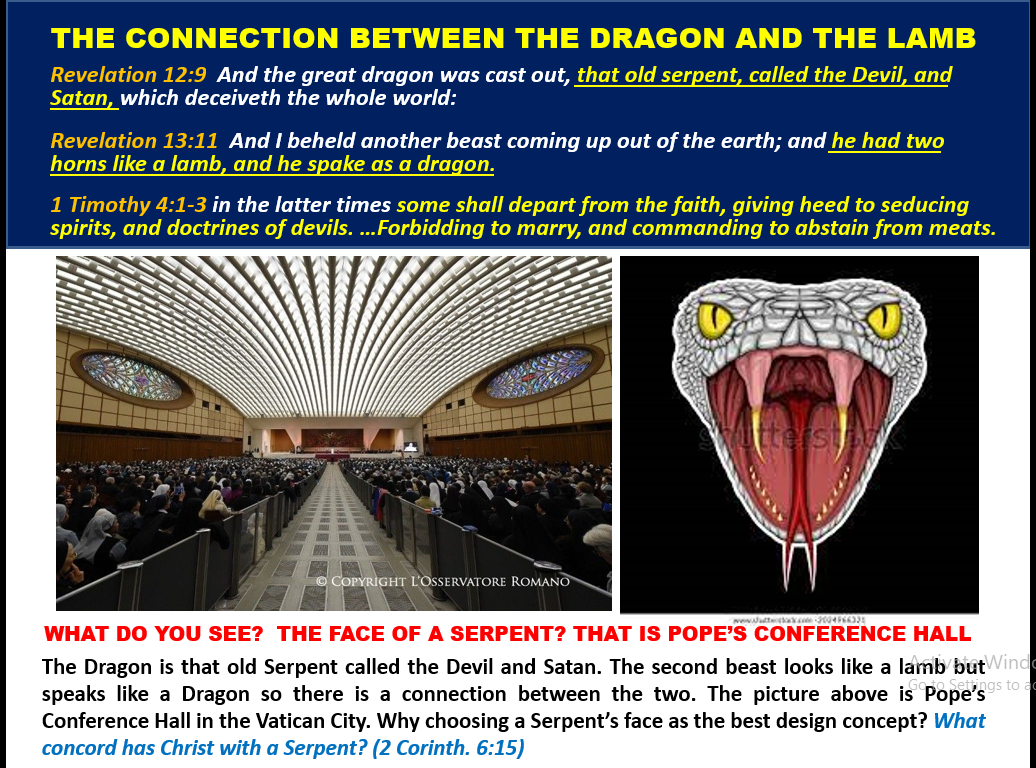 THE CONNECTION BETWEEN THE DRAGON AND THE LAMB
Revelation 12:9 And the great dragon was cast out, that old serpent, called the Devil, and
Satan, which deceiveth the whole world:
Revelation 13:11 And I beheld another beast coming up out of the earth; and he had two
horns like a lamb, and he spake as a dragon.
1 Timothy 4:1-3 in the latter times some shall depart from the faith, giving heed to seducing
spirits, and doctrines of devils. ...Forbidding to marry, and commanding to abstain from meats.
© COPYRIGHT L'OSSERVATORE ROMANO
shutterstock
www.shutterstock.com · 2024966321
WHAT DO YOU SEE? THE FACE OF A SERPENT? THAT IS POPE'S CONFERENCE HALL
The Dragon is that old Serpent called the Devil and Satan. The second beast looks like a lamb but
speaks like a Dragon so there is a connection between the two. The picture above is Pope's
Conference Hall in the Vatican City. Why choosing a Serpent's face as the best design concept? What
concord has Christ with a Serpent? (2 Corinth. 6:15)
Activate Wind
Go to Settings to a